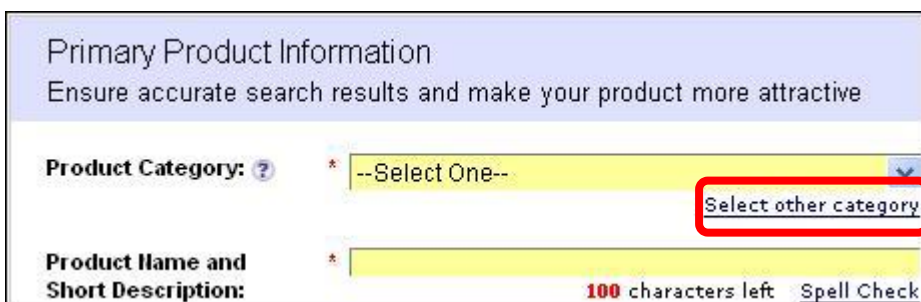 Primary Product Information
Ensure accurate search results and make your product more attractive
Product Category: ? * --Select One--
Select other category
Product Name and *
Short Description: 100 characters left Spell Check